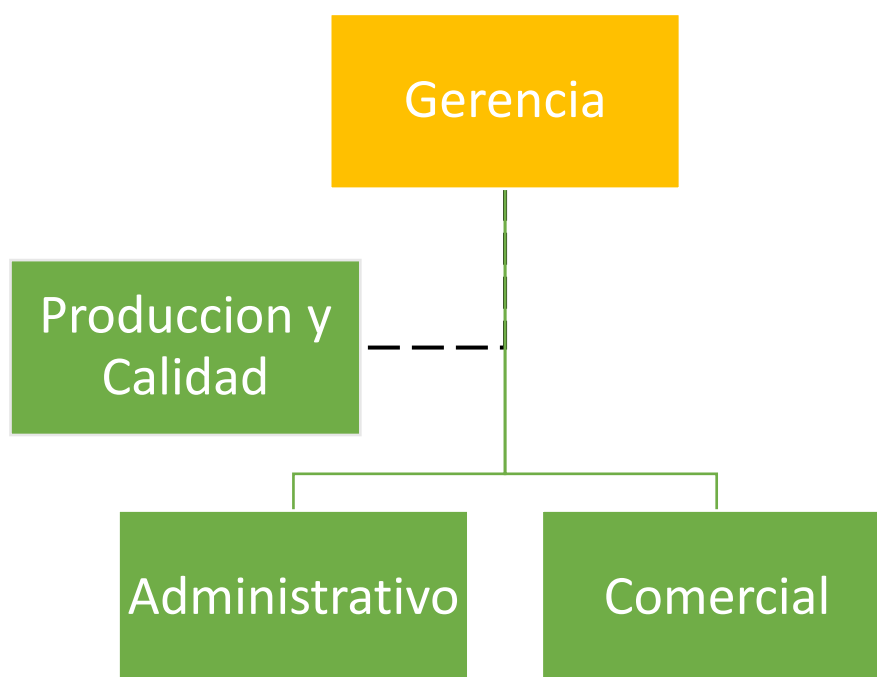 Gerencia
Produccion y
Calidad
Administrativo
Comercial